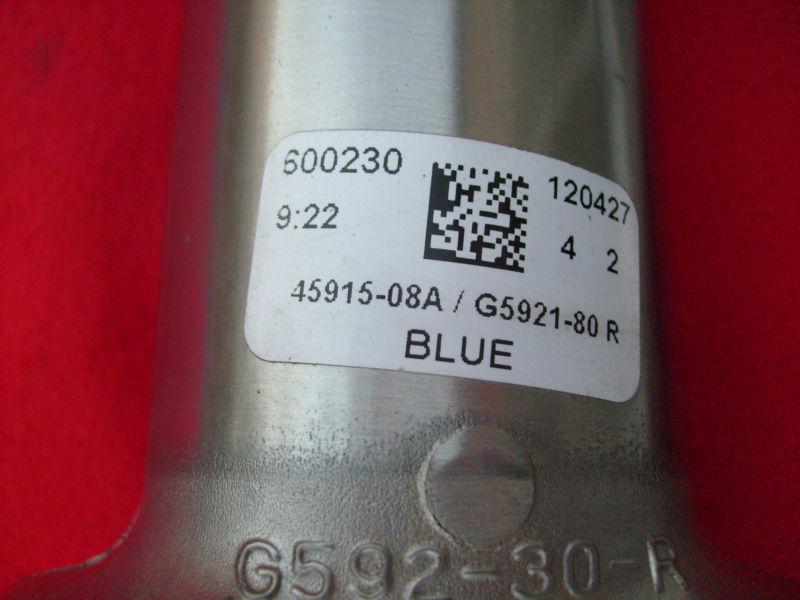 600230 120427
9:22 4 2
45915-08A / G5921-80 R
BLUE
G592-30-R